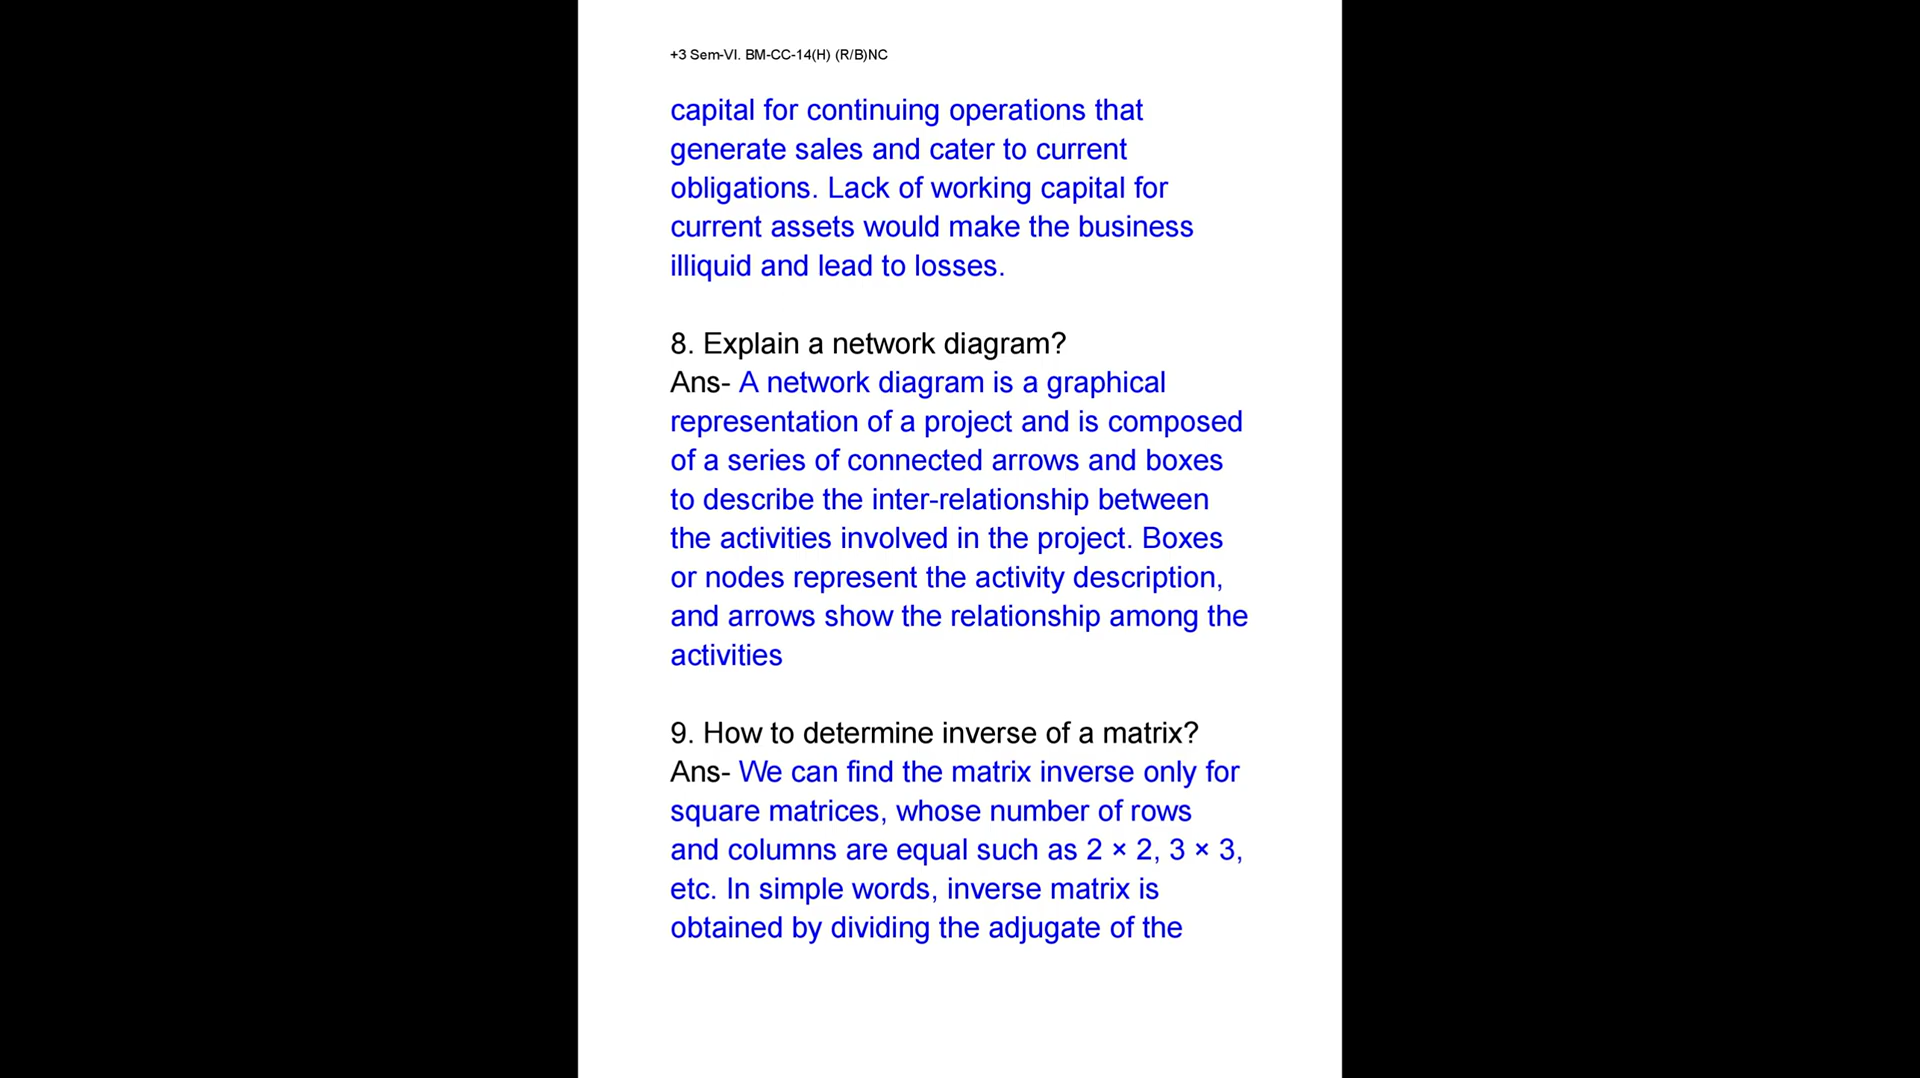 +3 Sem-VI. BM-CC-14(H) (R/B)NC
capital for continuing operations that
generate sales and cater to current
obligations. Lack of working capital for
current assets would make the business
illiquid and lead to losses.
8. Explain a network diagram?
Ans- A network diagram is a graphical
representation of a project and is composed
of a series of connected arrows and boxes
to describe the inter-relationship between
the activities involved in the project. Boxes
or nodes represent the activity description,
and arrows show the relationship among the
activities
9. How to determine inverse of a matrix?
Ans- We can find the matrix inverse only for
square matrices, whose number of rows
and columns are equal such as 2 × 2, 3 × 3,
etc. In simple words, inverse matrix is
obtained by dividing the adjugate of the